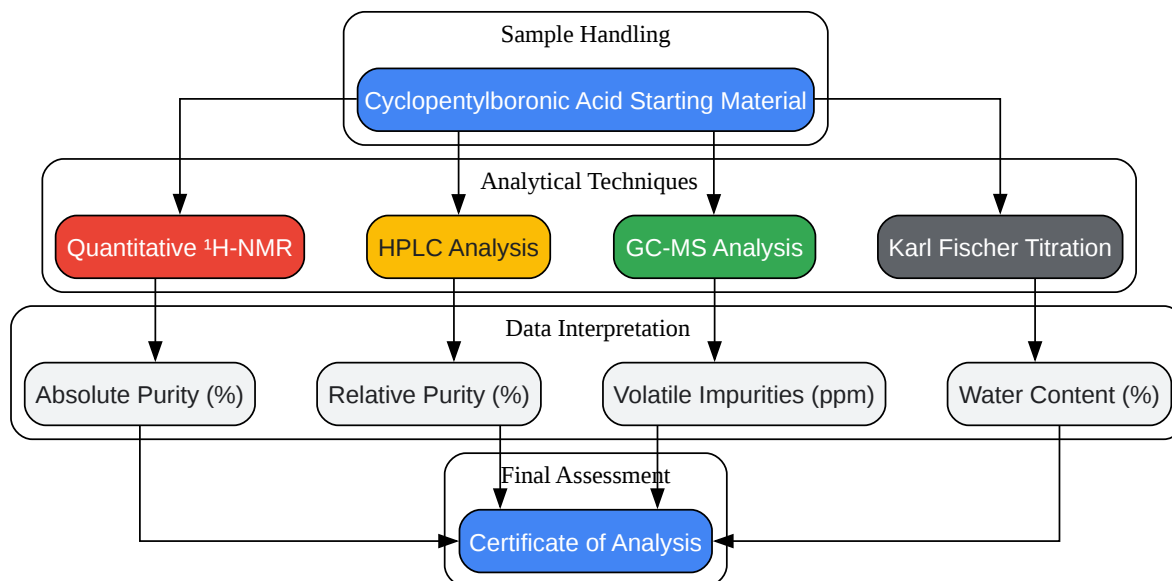 Sample Handling
Cyclopentylboronic Acid Starting Material
Analytical Techniques
Quantitative ¹H-NMR
HPLC Analysis
GC-MS Analysis
Karl Fischer Titration
Data Interpretation
Absolute Purity (%)
Relative Purity (%)
Volatile Impurities (ppm)
Water Content (%)
Final Assessment
Certificate of Analysis